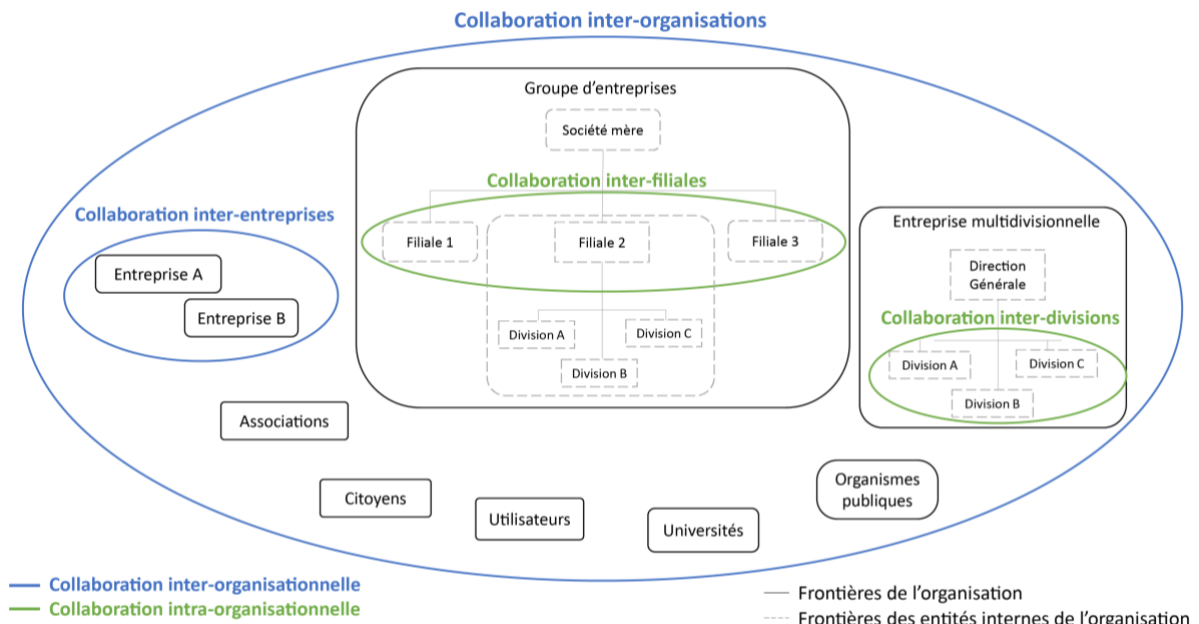 Collaboration inter-organisations
Groupe d'entreprises
Société mère
Collaboration inter-filiales
Filiale 1
Filiale 2
Filiale 3
Division A
Division C
Division B
Collaboration inter-entreprises
Entreprise A
Entreprise B
Entreprise multidivisionnelle
Direction
Générale
Collaboration inter-divisions
Division A
Division C
Division B
Associations
Citoyens
Utilisateurs
Universités
Organismes
publiques
Collaboration inter-organisationnelle
Collaboration intra-organisationnelle
Frontières de l'organisation
Frontières des entités internes de l'organisation